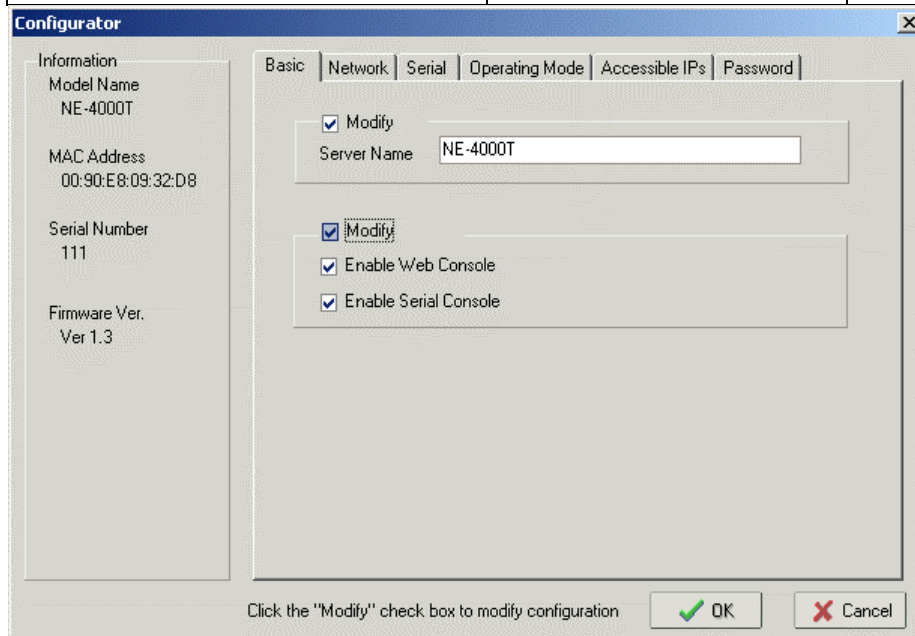 Configurator
Information
Model Name
NE-4000T
MAC Address
00:90:E8:09:32:D8
Serial Number
111
Firmware Ver.
Ver 1.3
Basic Network Serial Operating Mode Accessible IPs Password
Modify
Server Name NE-4000T
Modify
Enable Web Console
Enable Serial Console
Click the "Modify" check box to modify configuration OK Cancel